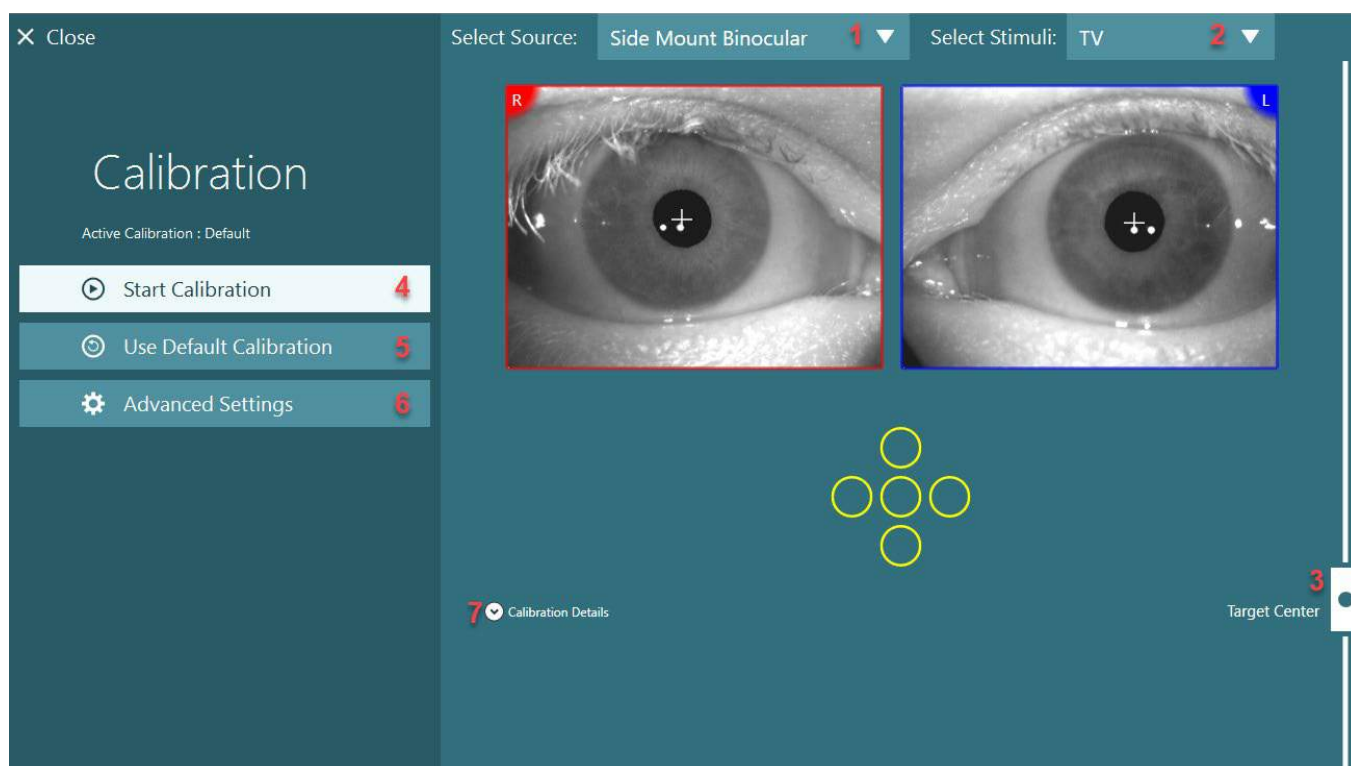 Close
Select Source: Side Mount Binocular 1 Select Stimuli: TV 2
R
L
Calibration
Active Calibration : Default
Start Calibration 4
Use Default Calibration 5
Advanced Settings 6
3
7 Calibration Details
Target Center